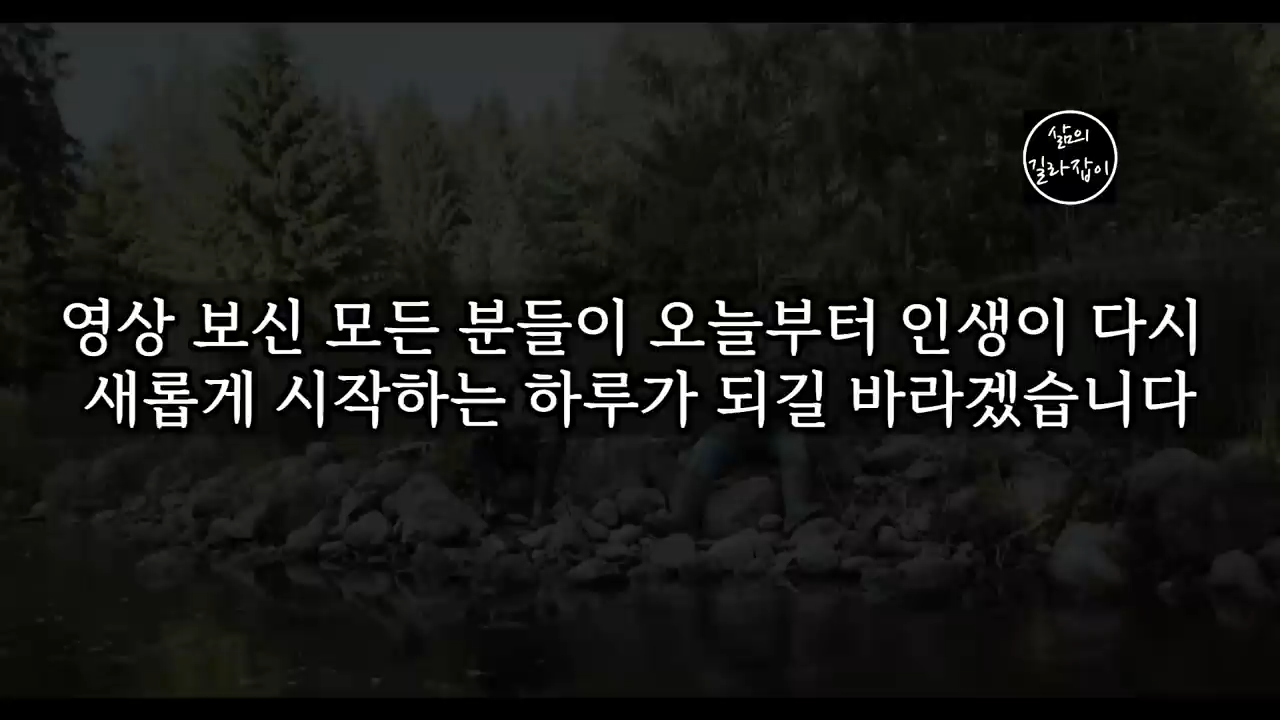 삶의
길라잡이
영상 보신 모든 분들이 오늘부터 인생이 다시
새롭게 시작하는 하루가 되길 바라겠습니다